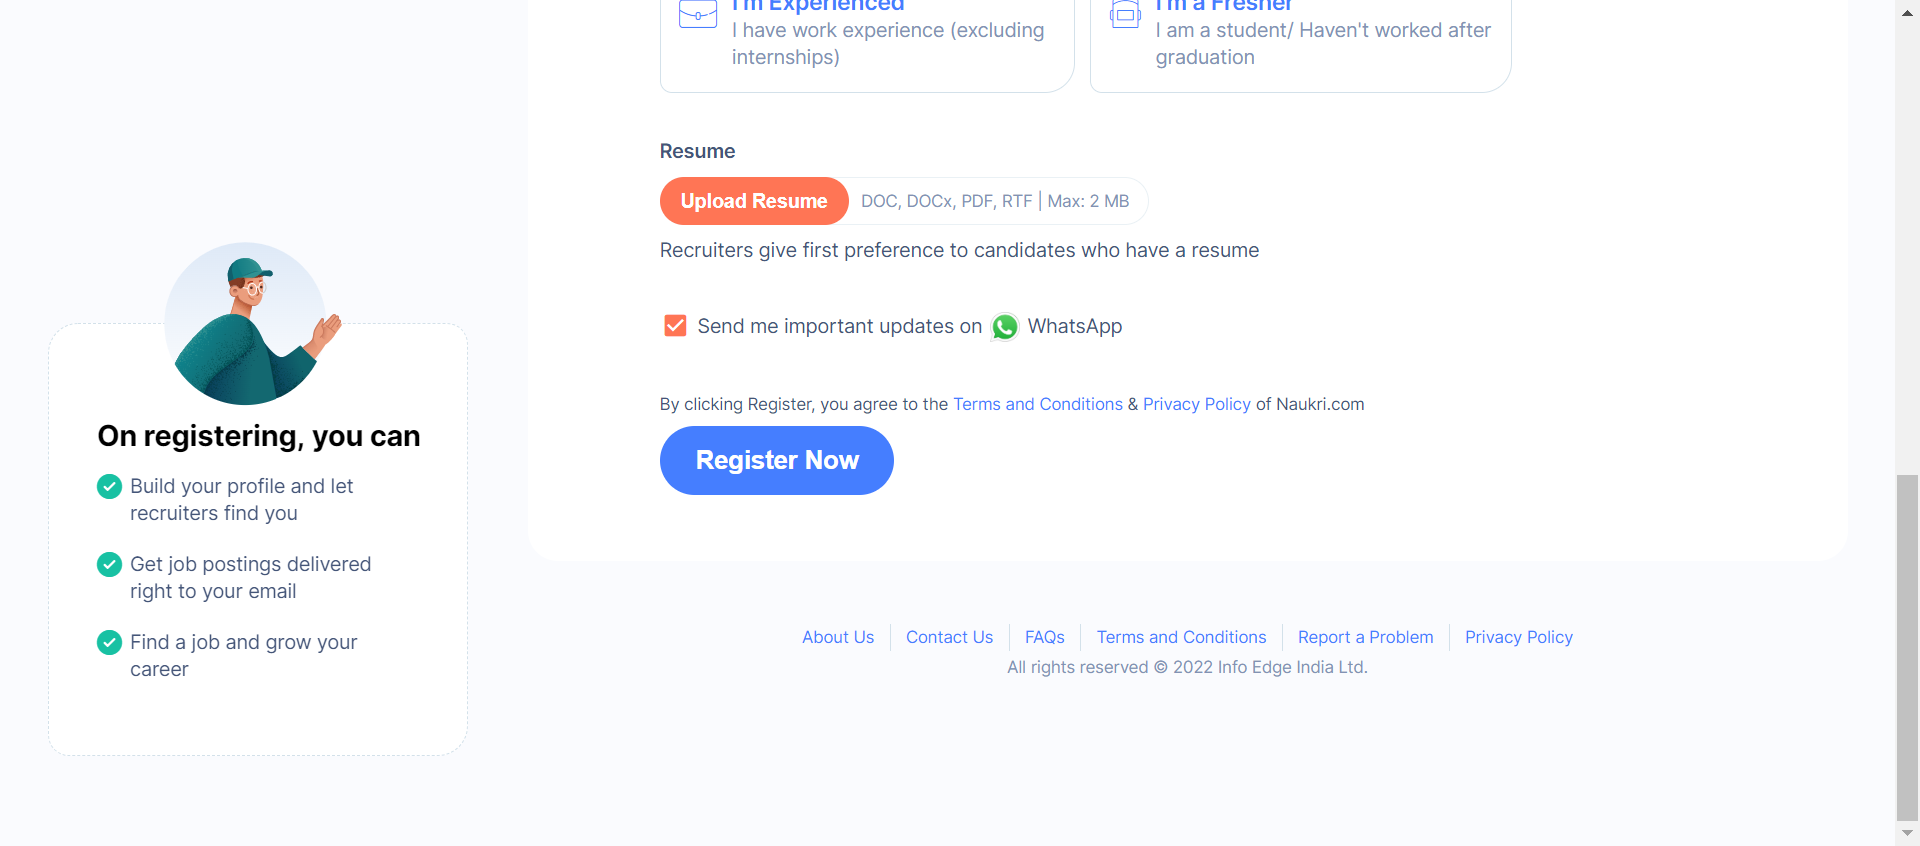 I'm Experienced
I have work experience (excluding
internships)
I'm a Fresher
I am a student/ Haven't worked after
graduation
Resume
Upload Resume
DOC, DOCx, PDF, RTF | Max: 2 MB
Recruiters give first preference to candidates who have a resume
Send me important updates on WhatsApp
By clicking Register, you agree to the Terms and Conditions & Privacy Policy of Naukri.com
Register Now
On registering, you can
Build your profile and let
recruiters find you
Get job postings delivered
right to your email
Find a job and grow your
career
About Us
Contact Us
FAQs
Terms and Conditions
Report a Problem
Privacy Policy
All rights reserved © 2022 Info Edge India Ltd.